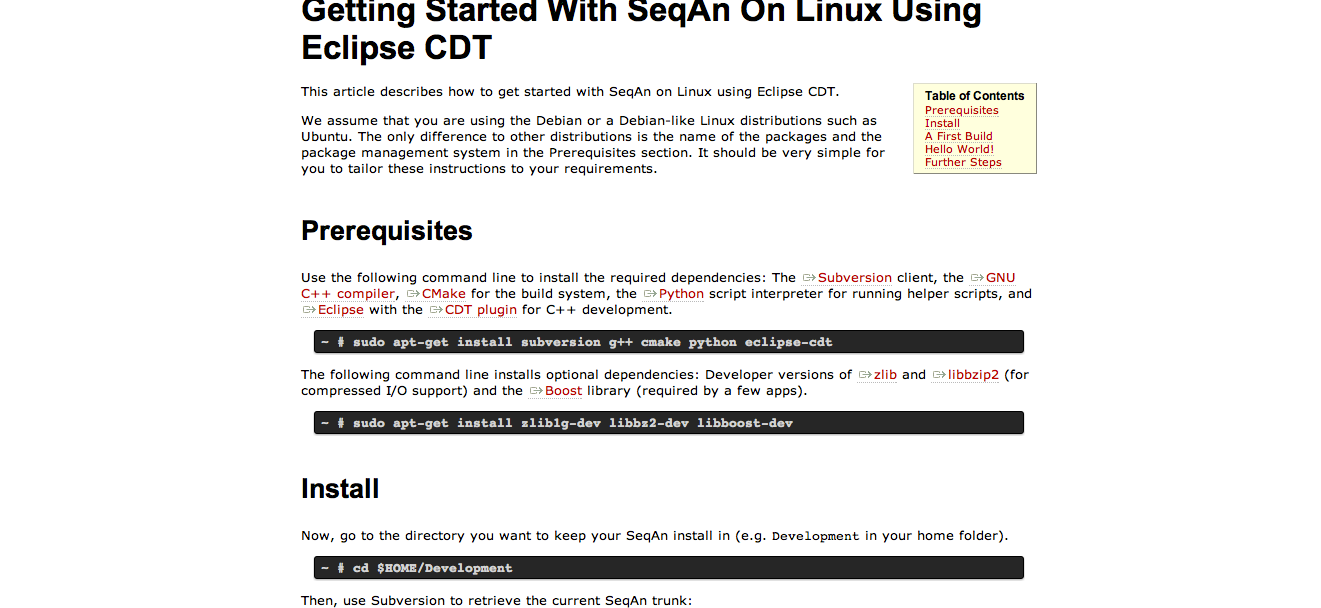 Getting Started With SeqAn On Linux Using
Eclipse CDT
This article describes how to get started with SeqAn on Linux using Eclipse CDT.
We assume that you are using the Debian or a Debian-like Linux distributions such as
Ubuntu. The only difference to other distributions is the name of the packages and the
package management system in the Prerequisites section. It should be very simple for
you to tailor these instructions to your requirements.
Table of Contents
Prerequisites
Install
A First Build
Hello World!
Further Steps
Prerequisites
Use the following command line to install the required dependencies: The Subversion client, the GNU
C++ compiler, CMake for the build system, the Python script interpreter for running helper scripts, and
Eclipse with the CDT plugin for C++ development.
~ # sudo apt-get install subversion g++ cmake python eclipse-cdt
The following command line installs optional dependencies: Developer versions of zlib and libbzip2 (for
compressed I/O support) and the Boost library (required by a few apps).
~ # sudo apt-get install zlib1g-dev libbz2-dev libboost-dev
Install
Now, go to the directory you want to keep your SeqAn install in (e.g. Development in your home folder).
~ # cd $HOME/Development
Then, use Subversion to retrieve the current SeqAn trunk: